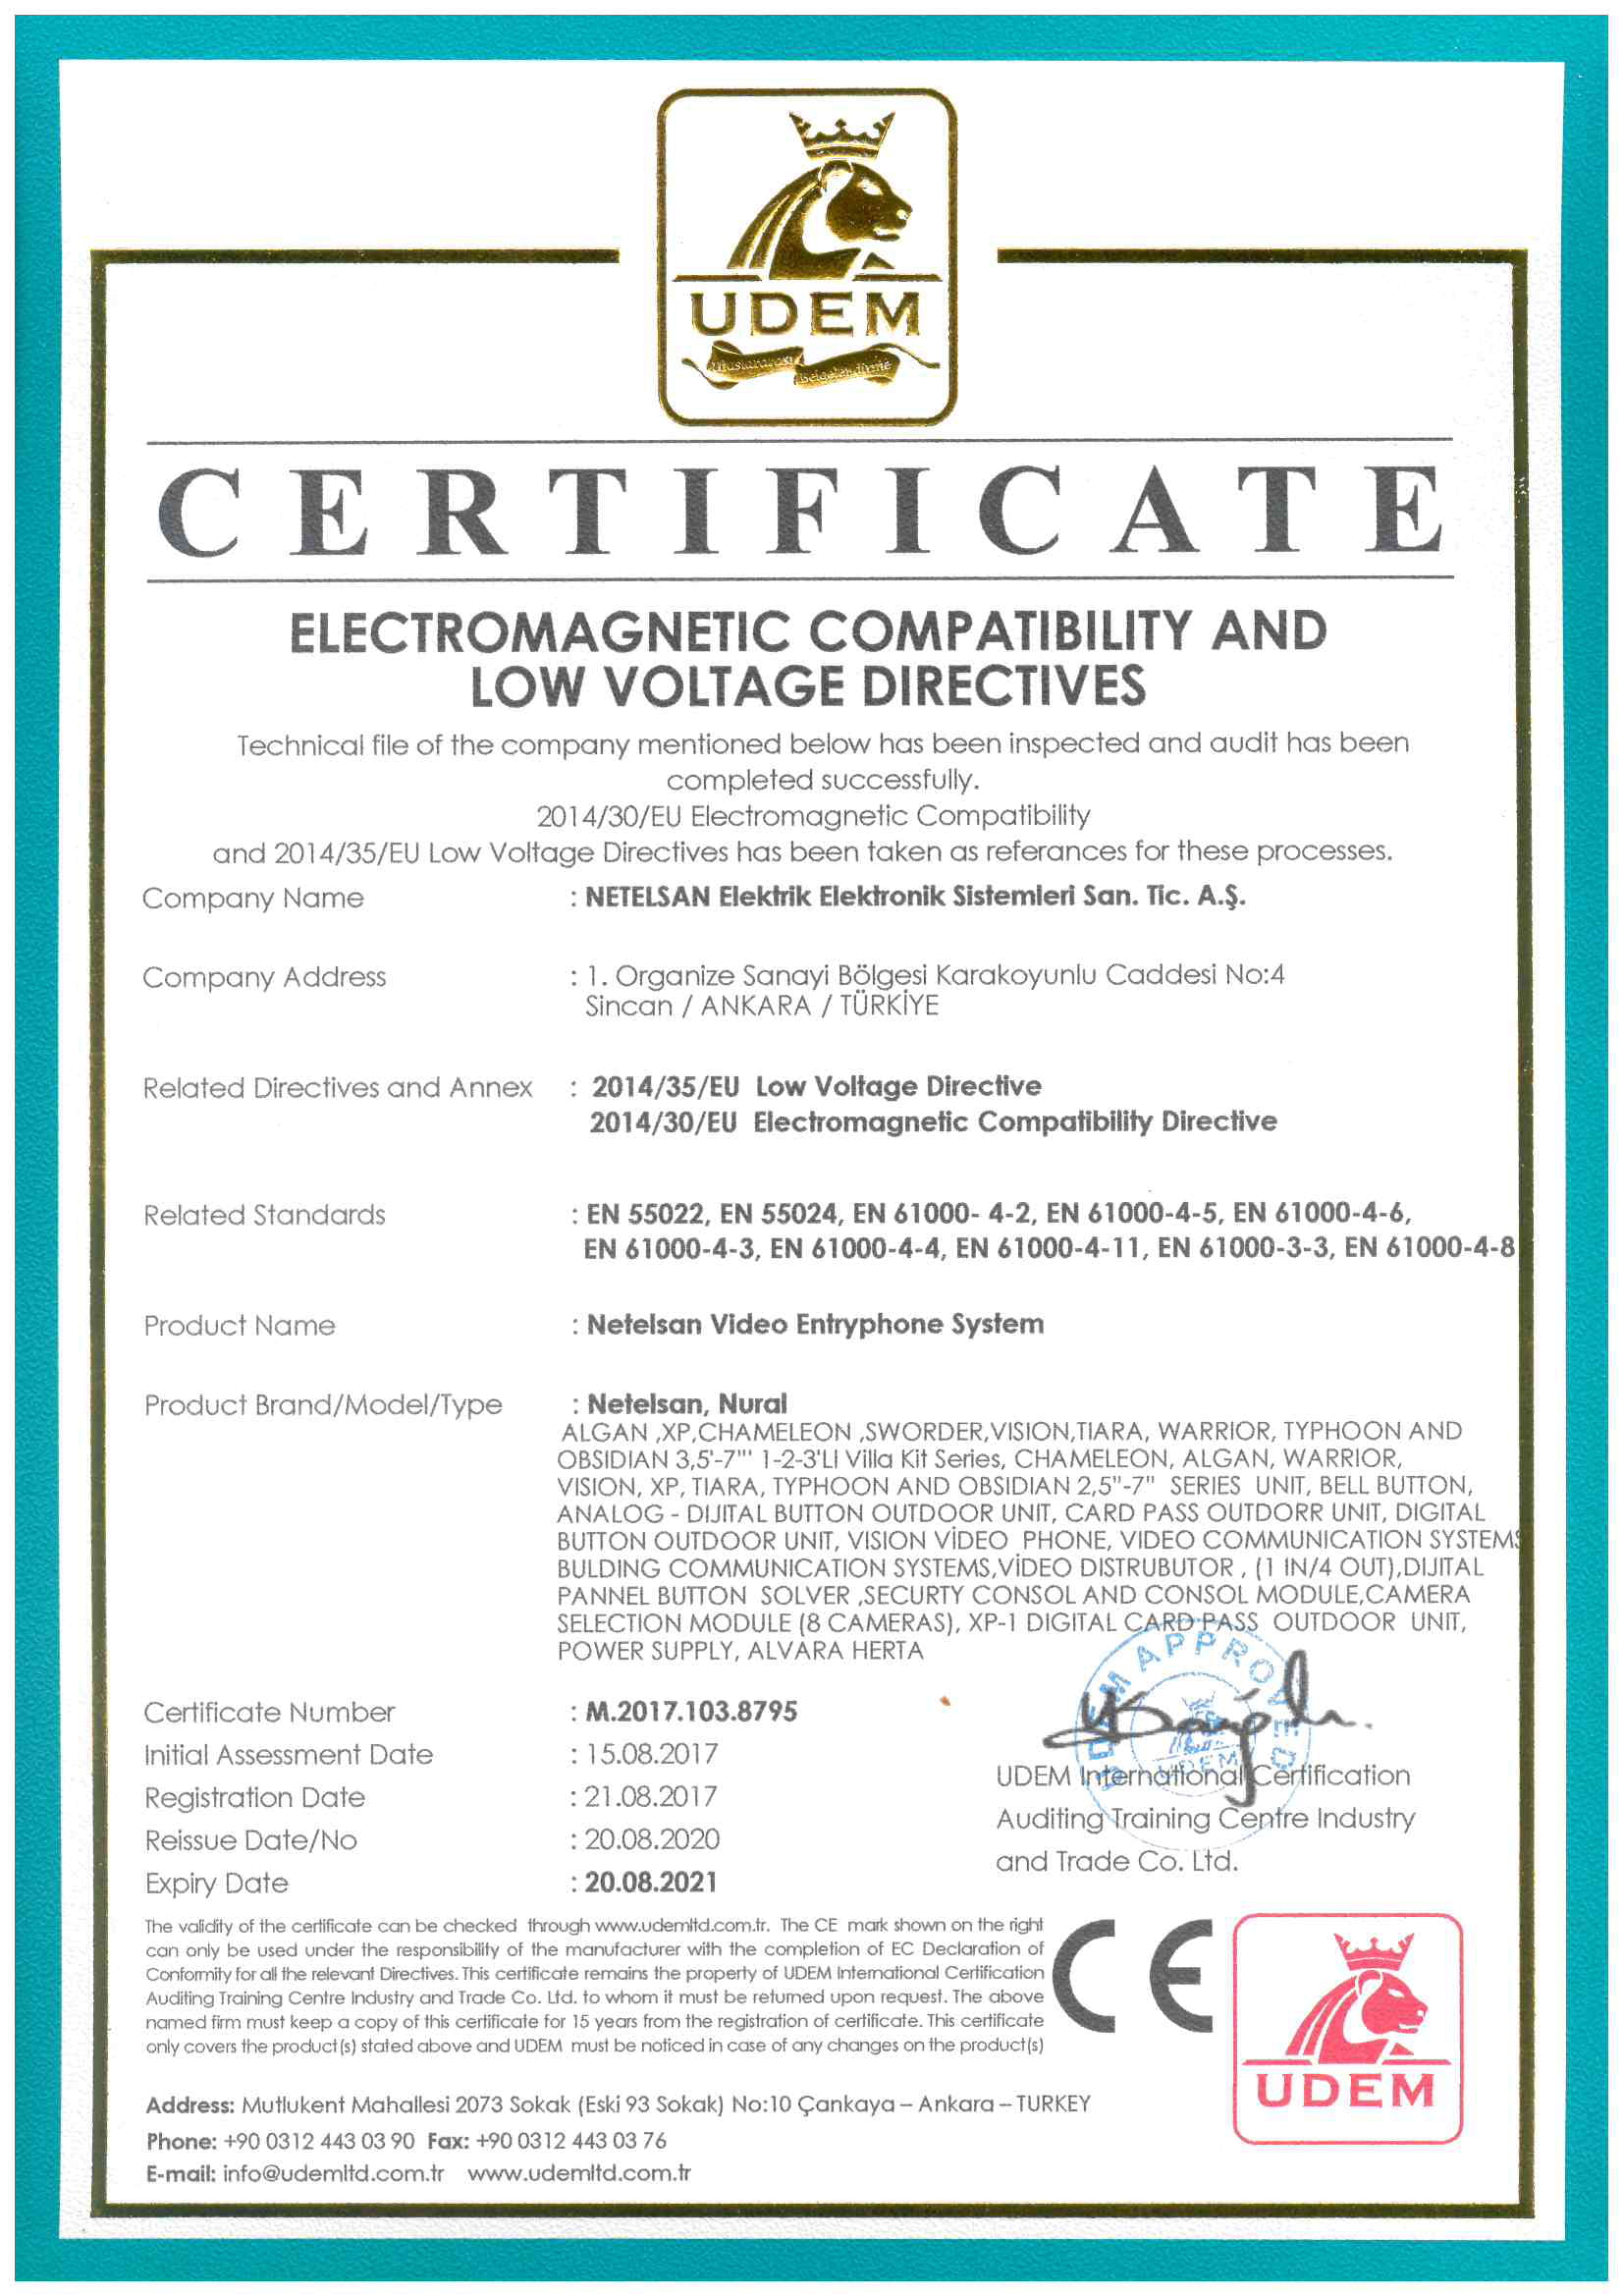 UDEM
Uluslararası
Belgelendirme
CERTIFICATE
ELECTROMAGNETIC COMPATIBILITY AND
LOW VOLTAGE DIRECTIVES
Technical file of the company mentioned below has been inspected and audit has been
completed successfully.
2014/30/EU Electromagnetic Compatibility
and 2014/35/EU Low Voltage Directives has been taken as referances for these processes.
Company Name : NETELSAN Elektrik Elektronik Sistemleri San. Tic. A.Ş.
Company Address : 1. Organize Sanayi Bölgesi Karakoyunlu Caddesi No:4
Sincan / ANKARA / TÜRKİYE
Related Directives and Annex : 2014/35/EU Low Voltage Directive
2014/30/EU Electromagnetic Compatibility Directive
Related Standards : EN 55022, EN 55024, EN 61000- 4-2, EN 61000-4-5, EN 61000-4-6,
EN 61000-4-3, EN 61000-4-4, EN 61000-4-11, EN 61000-3-3, EN 61000-4-8
Product Name : Netelsan Video Entryphone System
Product Brand/Model/Type : Netelsan, Nural
ALGAN ,XP,CHAMELEON ,SWORDER,VISION,TIARA, WARRIOR, TYPHOON AND
OBSIDIAN 3,5'-7"' 1-2-3'LI Villa Kit Series, CHAMELEON, ALGAN, WARRIOR,
VISION, XP, TIARA, TYPHOON AND OBSIDIAN 2,5"-7" SERIES UNIT, BELL BUTTON,
ANALOG - DIJITAL BUTTON OUTDOOR UNIT, CARD PASS OUTDORR UNIT, DIGITAL
BUTTON OUTDOOR UNIT, VISION VİDEO PHONE, VIDEO COMMUNICATION SYSTEMS
BULDING COMMUNICATION SYSTEMS,VİDEO DISTRUBUTOR , (1 IN/4 OUT),DIJITAL
PANNEL BUTTON SOLVER ,SECURTY CONSOL AND CONSOL MODULE,CAMERA
SELECTION MODULE (8 CAMERAS), XP-1 DIGITAL CARD PASS OUTDOOR UNIT,
POWER SUPPLY, ALVARA HERTA
UDEM APPROVED
UDEM
Certificate Number : M.2017.103.8795
Initial Assessment Date : 15.08.2017
Registration Date : 21.08.2017
Reissue Date/No : 20.08.2020
Expiry Date : 20.08.2021
UDEM International Certification
Auditing Training Centre Industry
and Trade Co. Ltd.
The validity of the certificate can be checked through www.udemltd.com.tr. The CE mark shown on the right
can only be used under the responsibility of the manufacturer with the completion of EC Declaration of
Conformity for all the relevant Directives. This certificate remains the property of UDEM International Certification
Auditing Training Centre Industry and Trade Co. Ltd. to whom it must be returned upon request. The above
named firm must keep a copy of this certificate for 15 years from the registration of certificate. This certificate
only covers the product(s) stated above and UDEM must be noticed in case of any changes on the product(s)
CE
UDEM
Address: Mutlukent Mahallesi 2073 Sokak (Eski 93 Sokak) No:10 Çankaya – Ankara – TURKEY
Phone: +90 0312 443 03 90 Fax: +90 0312 443 03 76
E-mail: info@udemltd.com.tr www.udemltd.com.tr